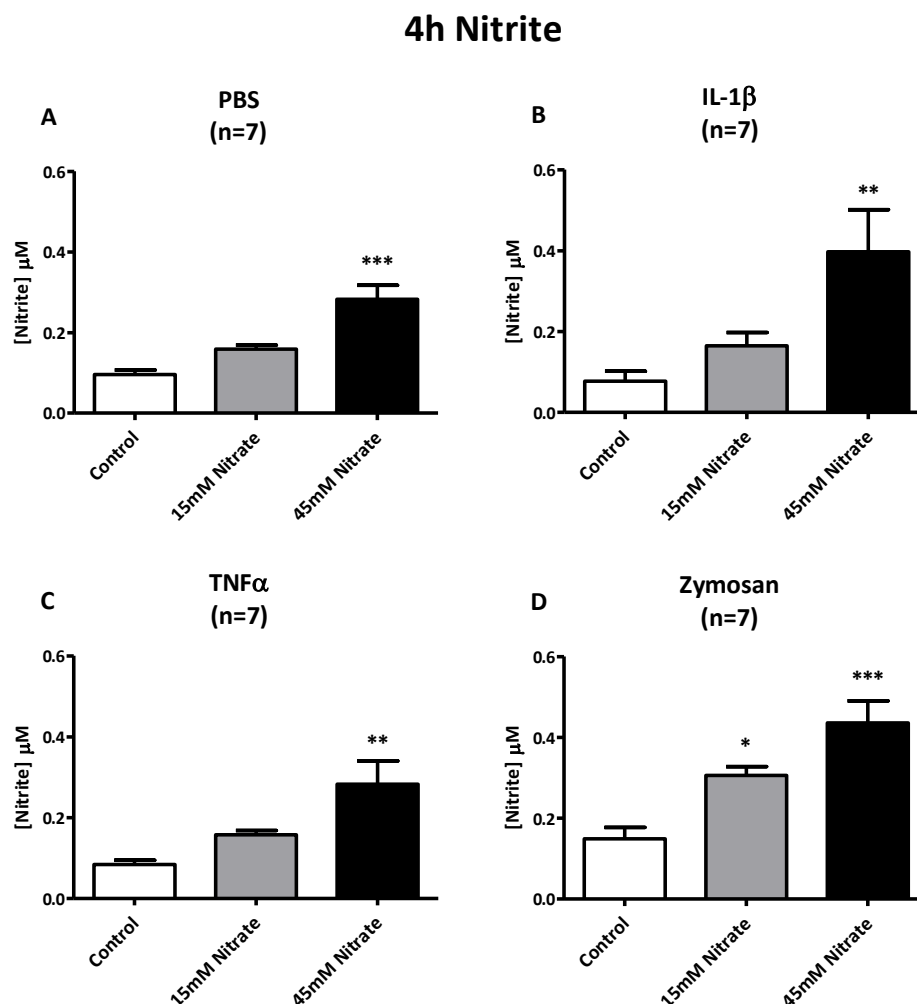 4h Nitrite
A
PBS
(n=7)
[Nitrite] μM
0.6
0.4
0.2
0.0
***
Control
15mM Nitrate
45mM Nitrate
B
IL-1β
(n=7)
[Nitrite] μM
0.6
0.4
0.2
0.0
**
Control
15mM Nitrate
45mM Nitrate
C
TNFα
(n=7)
[Nitrite] μM
0.6
0.4
0.2
0.0
**
Control
15mM Nitrate
45mM Nitrate
D
Zymosan
(n=7)
[Nitrite] μM
0.6
0.4
0.2
0.0
*
***
Control
15mM Nitrate
45mM Nitrate